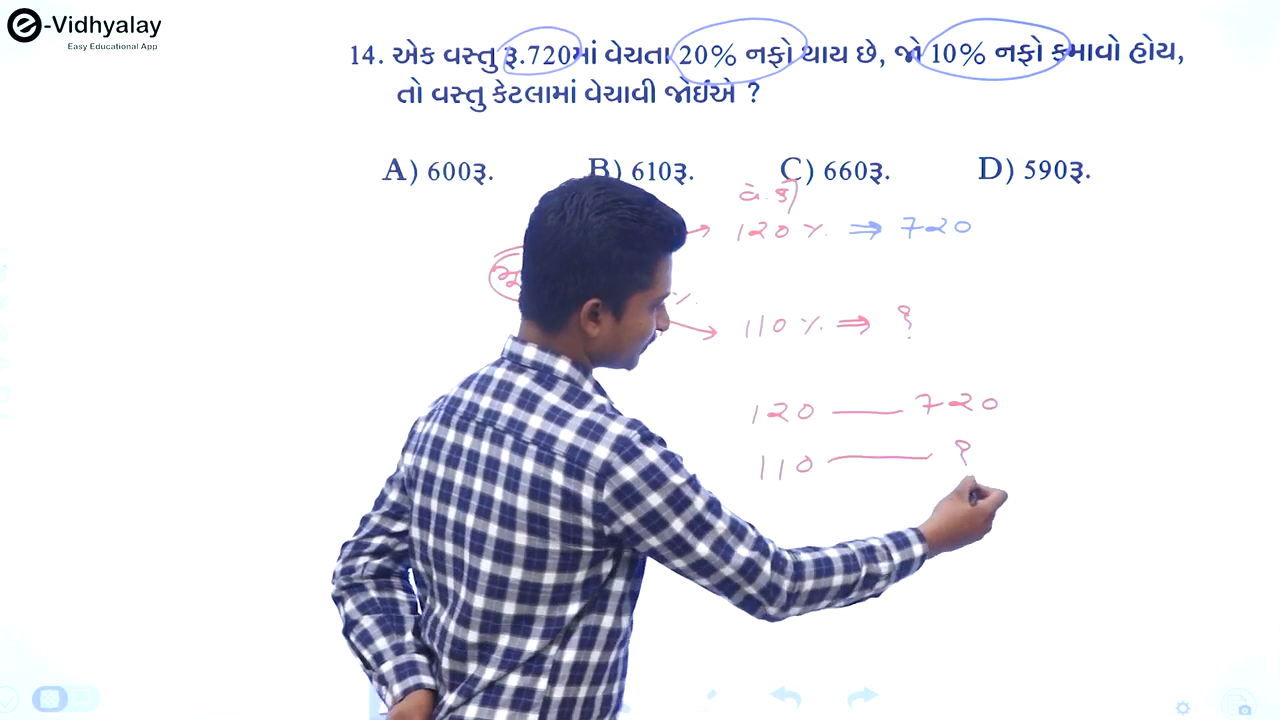 e-Vidhyalay
Easy Educational App
14. એક વસ્તુ રૂ.720માં વેચતા 20% નફો થાય છે, જો 10% નફો કમાવો હોય,
તો વસ્તુ કેટલામાં વેચાવી જોઇએ ?
A) 600રૂ. B) 610રૂ. C) 660રૂ. D) 590રૂ.
વે.કિં
120 % ⇒ 720
110 % ⇒ ?
120 — 720
110 — ?